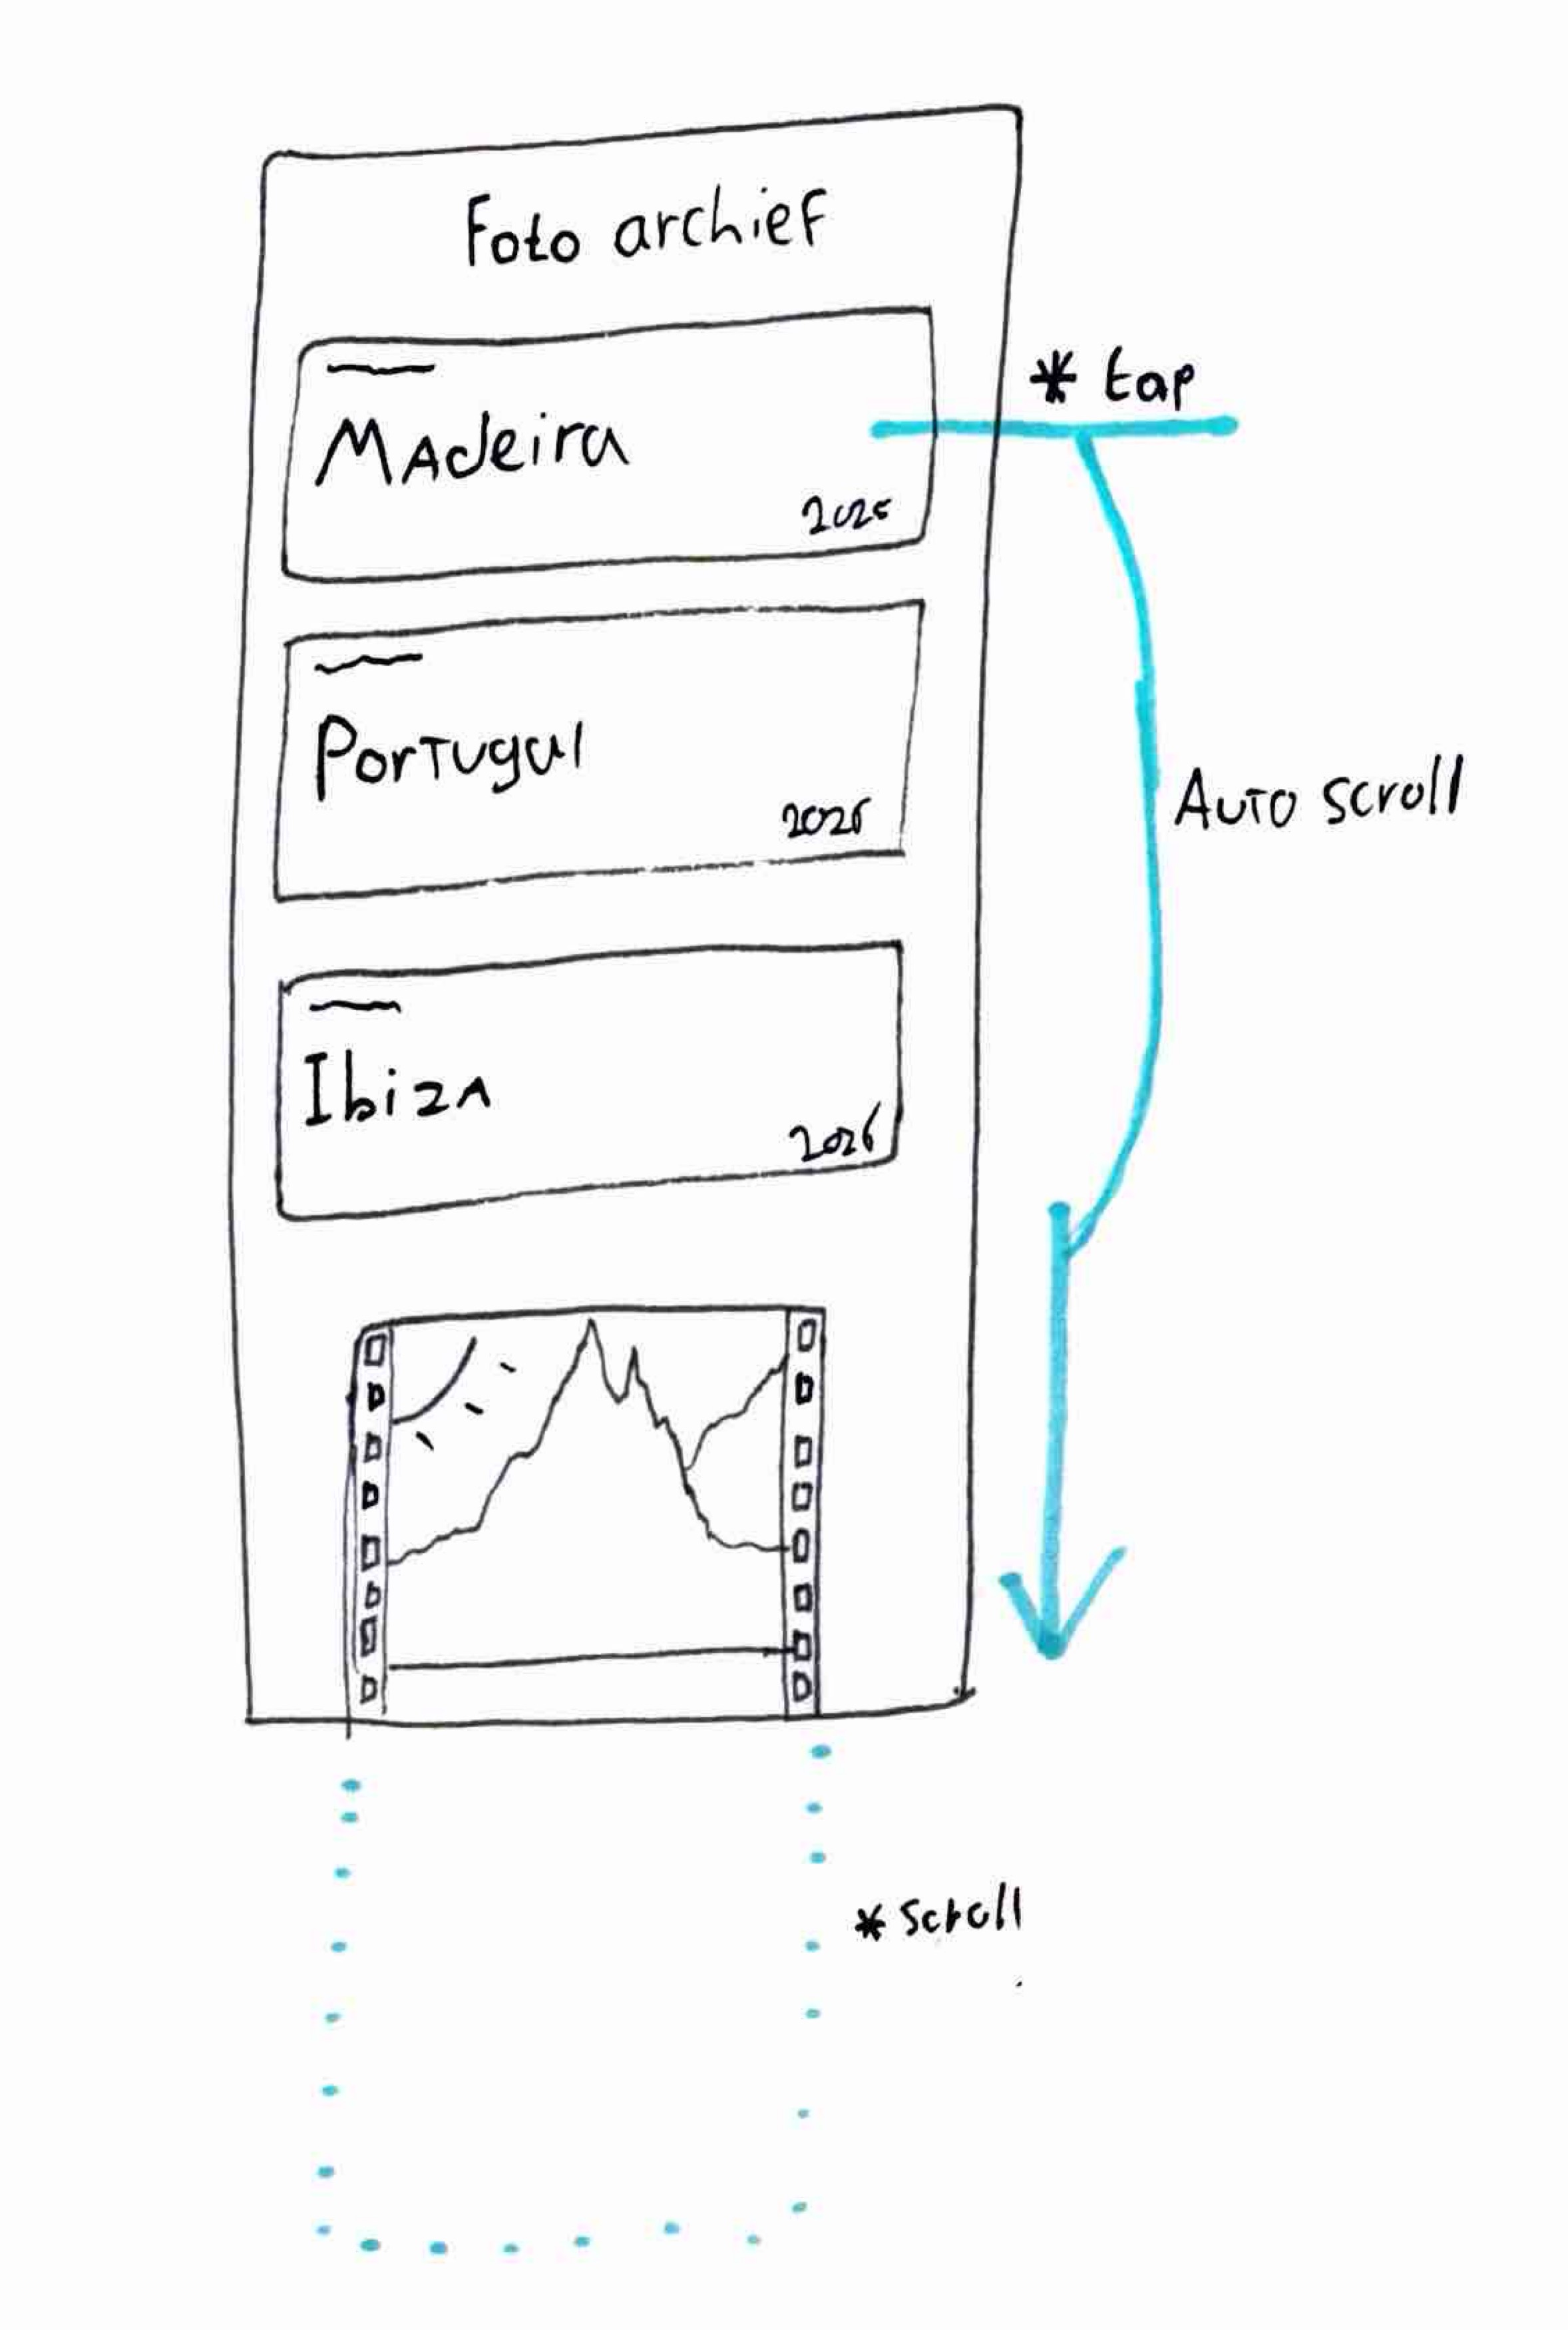 Foto archief
* tap
Madeira
2025
Portugal
2025
Auto scroll
Ibiza
2026
* scroll